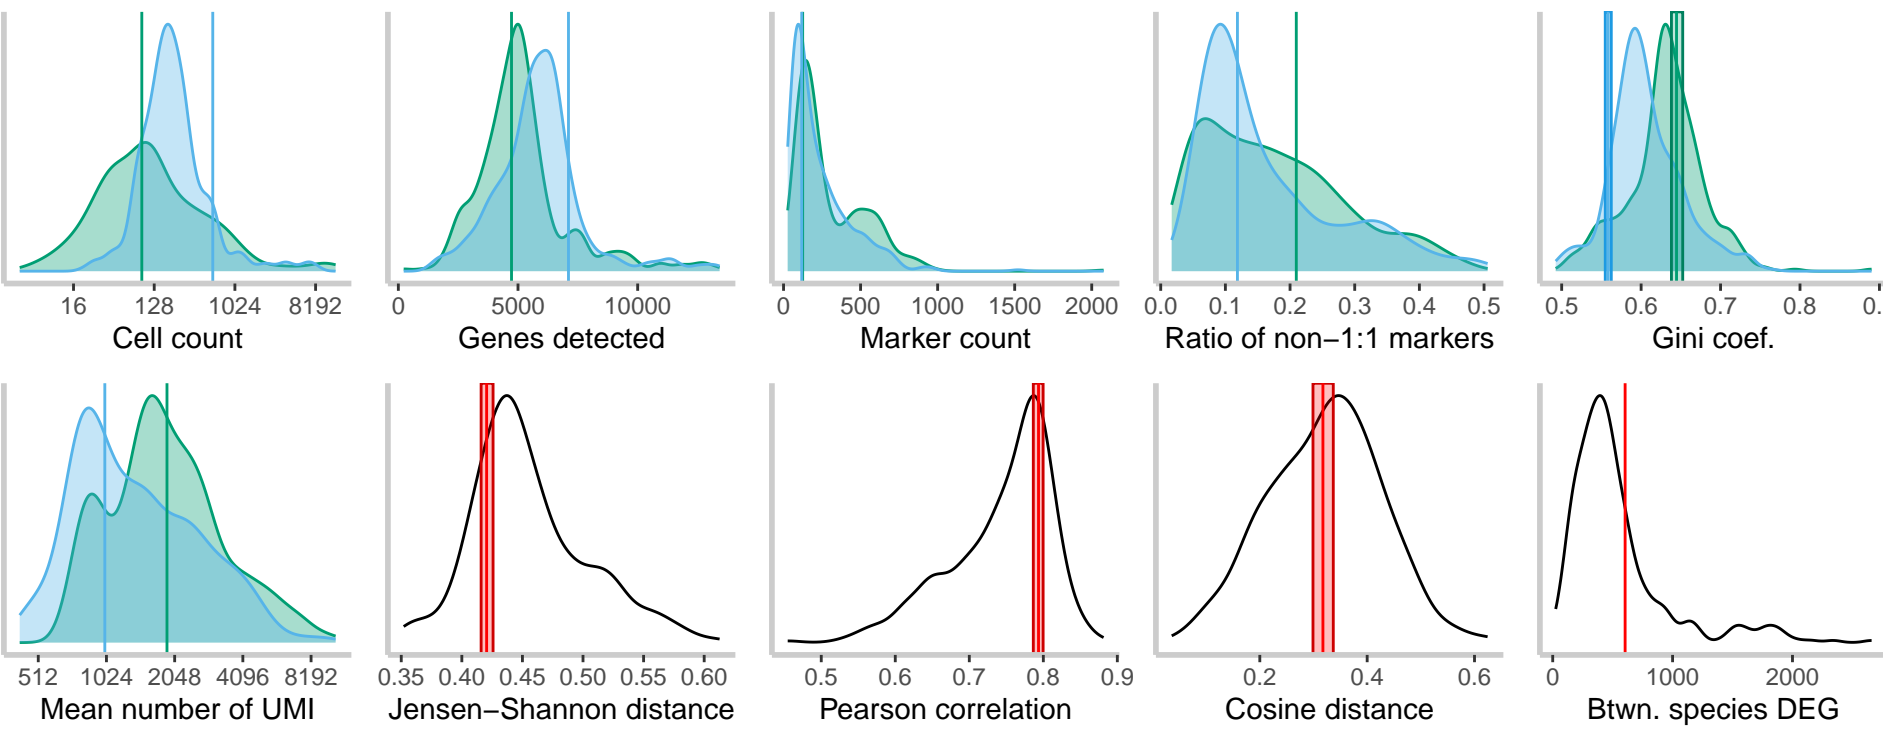 16 128 1024 8192
Cell count
0 5000 10000
Genes detected
0 500 1000 1500 2000
Marker count
0.0 0.1 0.2 0.3 0.4 0.5
Ratio of non−1:1 markers
0.5 0.6 0.7 0.8 0.
Gini coef.
512 1024 2048 4096 8192
Mean number of UMI
0.35 0.40 0.45 0.50 0.55 0.60
Jensen−Shannon distance
0.5 0.6 0.7 0.8 0.9
Pearson correlation
0.2 0.4 0.6
Cosine distance
0 1000 2000
Btwn. species DEG